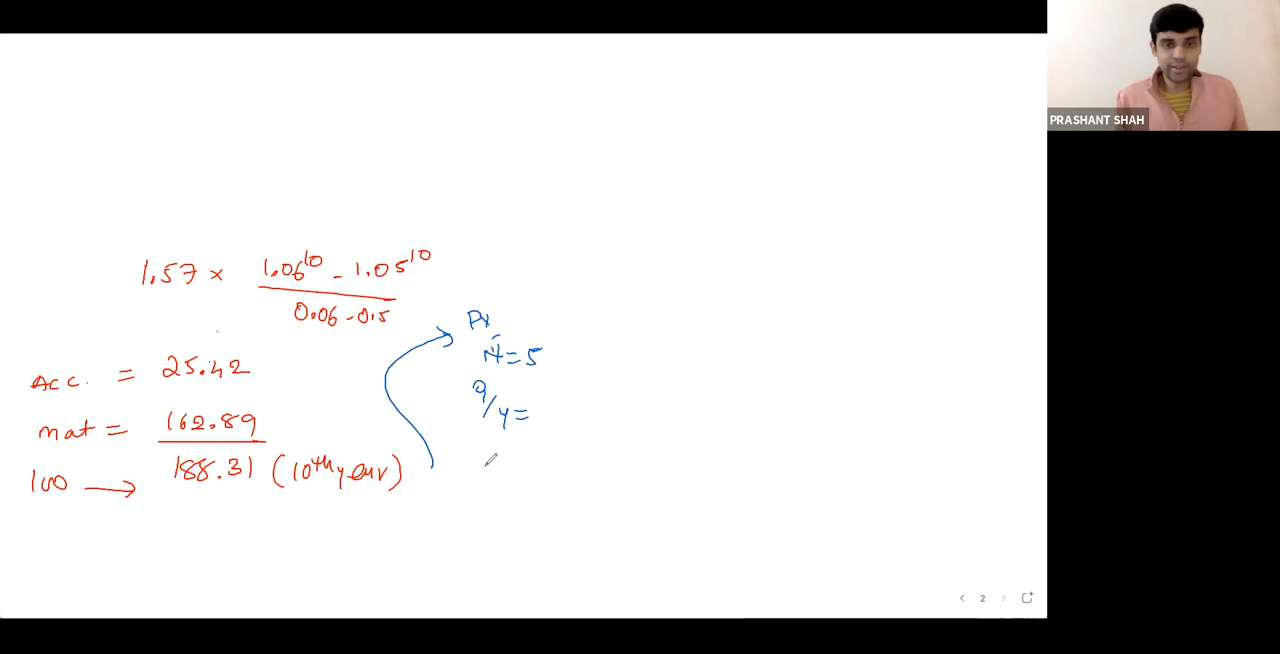 PRASHANT SHAH
1.57 × (1.06^10 - 1.05^10) / (0.06 - 0.5)
Acc. = 25.42
mat = 162.89
100 → 188.31 (10th year)
N = 5
I/Y =
2